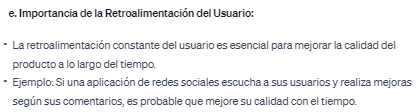 e. Importancia de la Retroalimentación del Usuario:
• La retroalimentación constante del usuario es esencial para mejorar la calidad del
producto a lo largo del tiempo.
• Ejemplo: Si una aplicación de redes sociales escucha a sus usuarios y realiza mejoras
según sus comentarios, es probable que mejore su calidad con el tiempo.